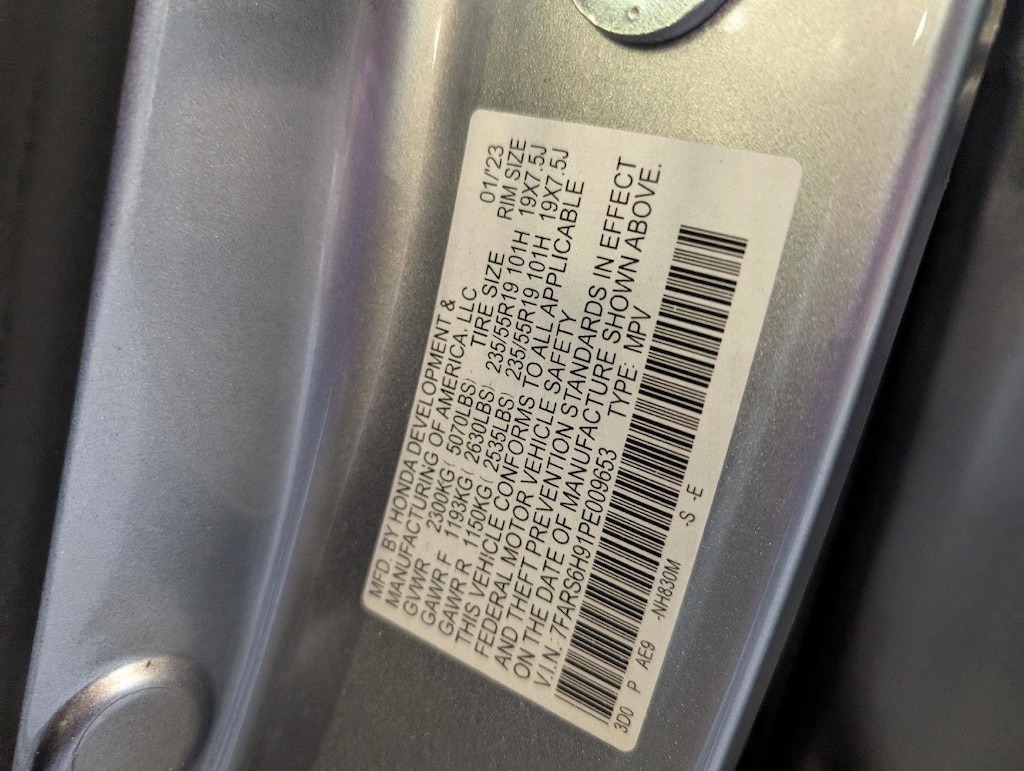 MFD. BY HONDA DEVELOPMENT & 01/'23
MANUFACTURING OF AMERICA, LLC
TIRE SIZE RIM SIZE
GVWR 2300KG( 5070LBS)
GAWR F 1193KG( 2630LBS) 235/55R19 101H 19X7.5J
GAWR R 1150KG( 2535LBS) 235/55R19 101H 19X7.5J
THIS VEHICLE CONFORMS TO ALL APPLICABLE
FEDERAL MOTOR VEHICLE SAFETY
AND THEFT PREVENTION STANDARDS IN EFFECT
ON THE DATE OF MANUFACTURE SHOWN ABOVE.
V.I.N. :7FARS6H91PE009653 TYPE: MPV
3D0 P AE9 -NH830M -S -E